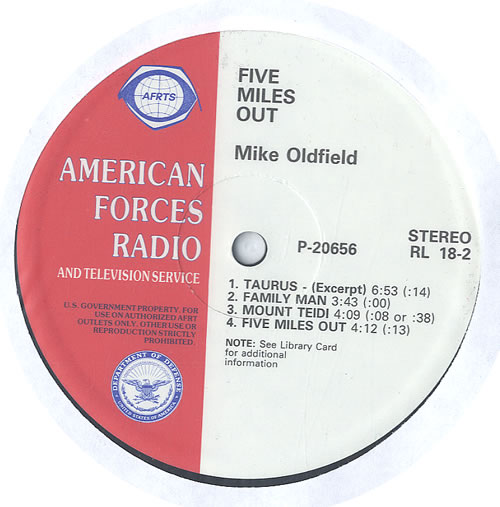 AFRTS
AMERICAN
FORCES
RADIO
AND TELEVISION SERVICE
U.S. GOVERNMENT PROPERTY. FOR
USE ON AUTHORIZED AFRT
OUTLETS ONLY. OTHER USE OR
REPRODUCTION STRICTLY
PROHIBITED.
DEPARTMENT OF DEFENSE
UNITED STATES OF AMERICA
FIVE
MILES
OUT
Mike Oldfield
P-20656
STEREO
RL 18-2
1. TAURUS - (Excerpt) 6:53 (:14)
2. FAMILY MAN 3:43 (:00)
3. MOUNT TEIDI 4:09 (:08 or :38)
4. FIVE MILES OUT 4:12 (:13)
NOTE: See Library Card
for additional
information